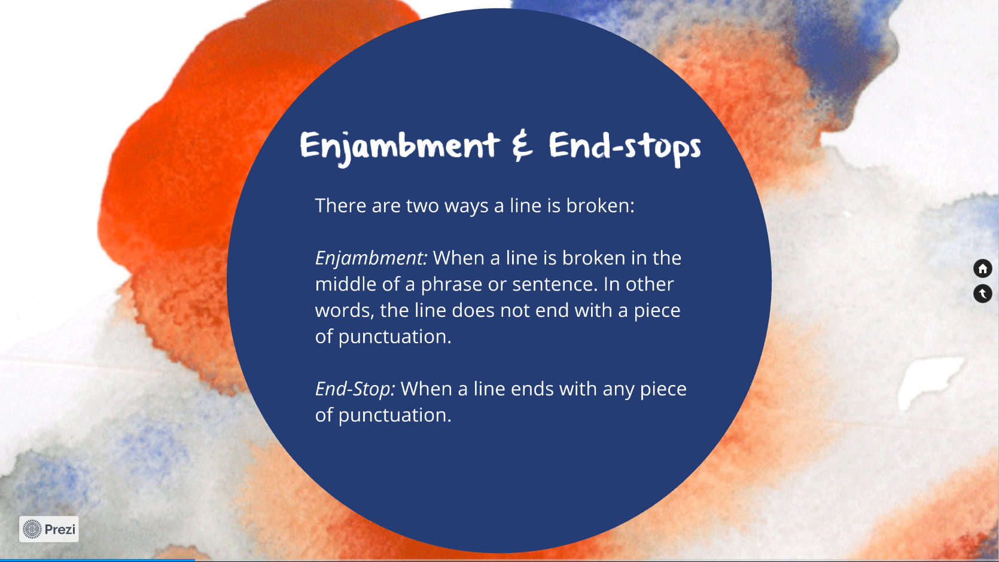 Enjambment & End-stops
There are two ways a line is broken:
Enjambment: When a line is broken in the
middle of a phrase or sentence. In other
words, the line does not end with a piece
of punctuation.
End-Stop: When a line ends with any piece
of punctuation.
Prezi